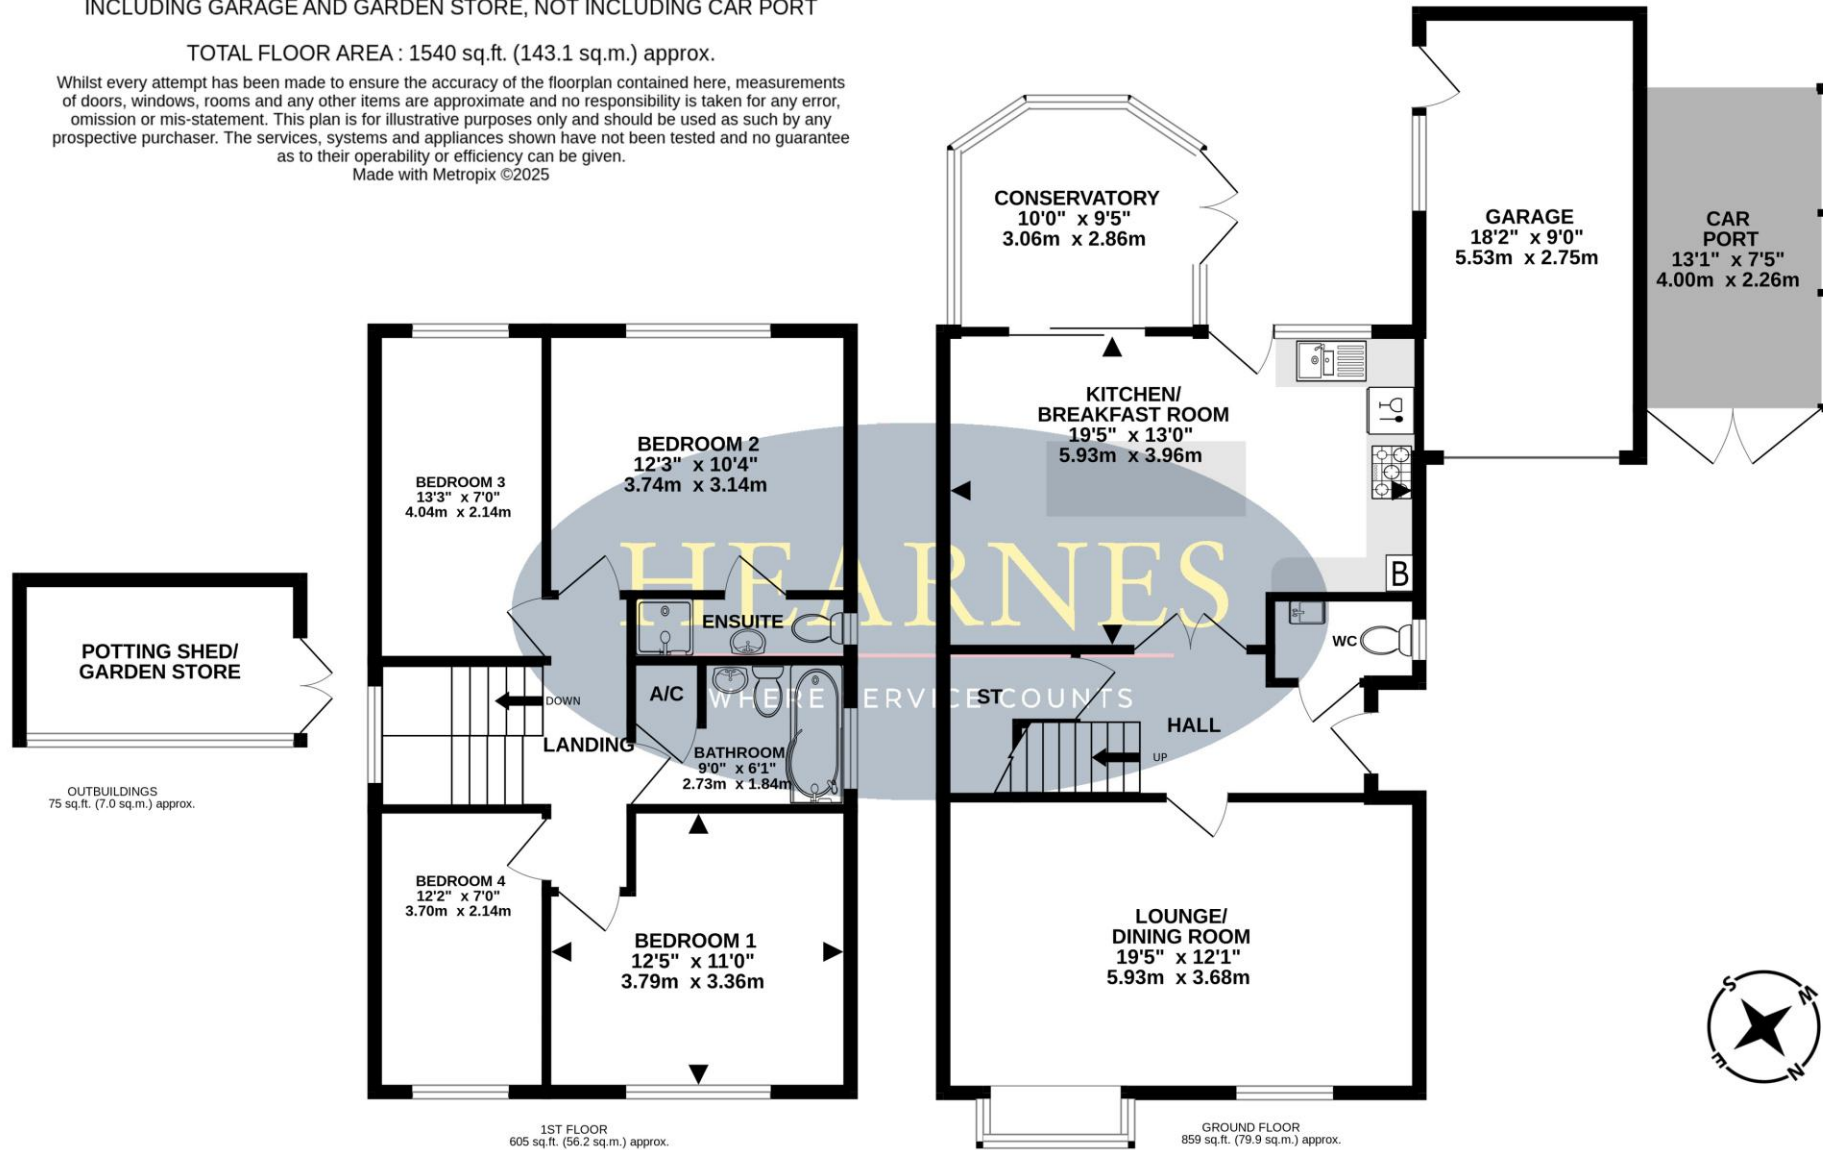 INCLUDING GARAGE AND GARDEN STORE, NOT INCLUDING CAR PORT
TOTAL FLOOR AREA : 1540 sq.ft. (143.1 sq.m.) approx.
Whilst every attempt has been made to ensure the accuracy of the floorplan contained here, measurements
of doors, windows, rooms and any other items are approximate and no responsibility is taken for any error,
omission or mis-statement. This plan is for illustrative purposes only and should be used as such by any
prospective purchaser. The services, systems and appliances shown have not been tested and no guarantee
as to their operability or efficiency can be given.
Made with Metropix ©2025
POTTING SHED/
GARDEN STORE
OUTBUILDINGS
75 sq.ft. (7.0 sq.m.) approx.
BEDROOM 3
13'3" x 7'0"
4.04m x 2.14m
BEDROOM 2
12'3" x 10'4"
3.74m x 3.14m
ENSUITE
A/C
DOWN
LANDING
BATHROOM
9'0" x 6'1"
2.73m x 1.84m
BEDROOM 4
12'2" x 7'0"
3.70m x 2.14m
BEDROOM 1
12'5" x 11'0"
3.79m x 3.36m
1ST FLOOR
605 sq.ft. (56.2 sq.m.) approx.
CONSERVATORY
10'0" x 9'5"
3.06m x 2.86m
KITCHEN/
BREAKFAST ROOM
19'5" x 13'0"
5.93m x 3.96m
B
HEARNES
WHERE SERVICE COUNTS
WC
ST
HALL
UP
LOUNGE/
DINING ROOM
19'5" x 12'1"
5.93m x 3.68m
GROUND FLOOR
859 sq.ft. (79.9 sq.m.) approx.
GARAGE
18'2" x 9'0"
5.53m x 2.75m
CAR
PORT
13'1" x 7'5"
4.00m x 2.26m
S
W
E
N